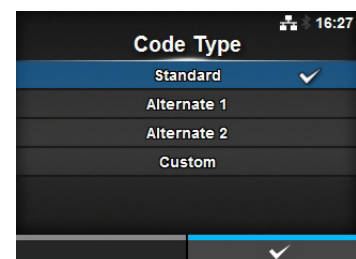 16:27
Code Type
Standard
Alternate 1
Alternate 2
Custom